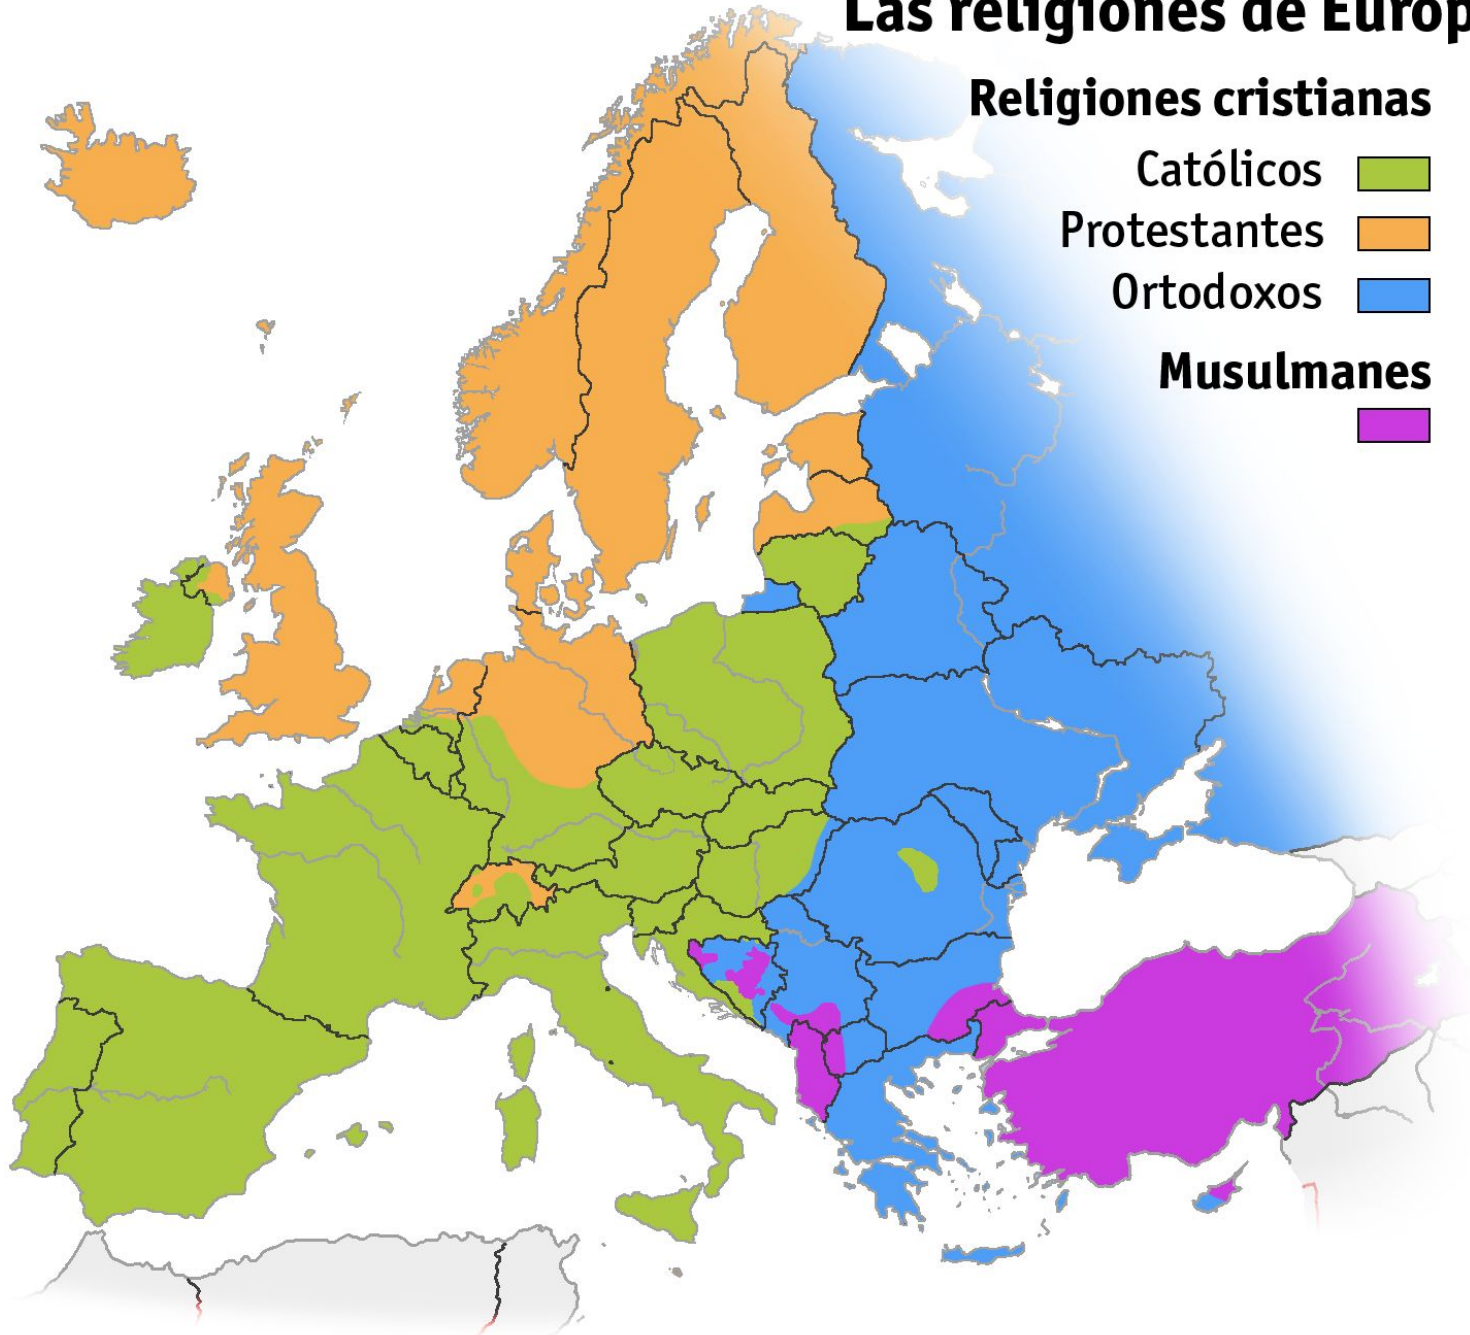 Las religiones de Europ
Religiones cristianas
Católicos
Protestantes
Ortodoxos
Musulmanes